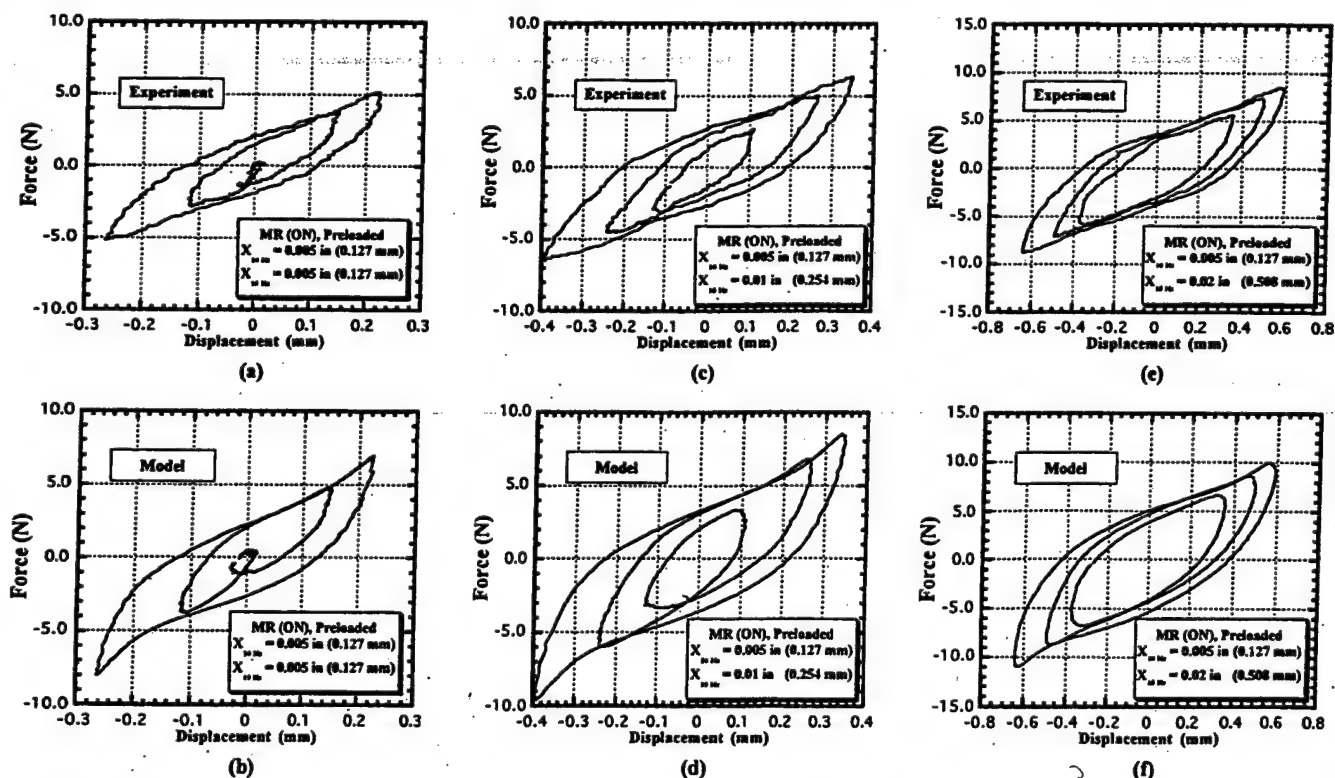 10.0
5.0
0.0
-5.0
-10.0
Force (N)
Experiment
MR (ON), Preloaded
X = 0.005 in (0.127 mm)
X = 0.005 in (0.127 mm)
-0.3 -0.2 -0.1 0 0.1 0.2 0.3
Displacement (mm)
(a)
10.0
5.0
0.0
-5.0
-10.0
Force (N)
Experiment
MR (ON), Preloaded
X = 0.005 in (0.127 mm)
X = 0.01 in (0.254 mm)
-0.4 -0.3 -0.2 -0.1 0 0.1 0.2 0.3 0.4
Displacement (mm)
(c)
15.0
10.0
5.0
0.0
-5.0
-10.0
-15.0
Force (N)
Experiment
MR (ON), Preloaded
X = 0.005 in (0.127 mm)
X = 0.02 in (0.508 mm)
-0.8 -0.6 -0.4 -0.2 0 0.2 0.4 0.6 0.8
Displacement (mm)
(e)
10.0
5.0
0.0
-5.0
-10.0
Force (N)
Model
MR (ON), Preloaded
X = 0.005 in (0.127 mm)
X = 0.005 in (0.127 mm)
-0.3 -0.2 -0.1 0 0.1 0.2 0.3
Displacement (mm)
(b)
10.0
5.0
0.0
-5.0
-10.0
Force (N)
Model
MR (ON), Preloaded
X = 0.005 in (0.127 mm)
X = 0.01 in (0.254 mm)
-0.4 -0.3 -0.2 -0.1 0 0.1 0.2 0.3 0.4
Displacement (mm)
(d)
15.0
10.0
5.0
0.0
-5.0
-10.0
-15.0
Force (N)
Model
MR (ON), Preloaded
X = 0.005 in (0.127 mm)
X = 0.02 in (0.508 mm)
-0.8 -0.6 -0.4 -0.2 0 0.2 0.4 0.6 0.8
Displacement (mm)
(f)